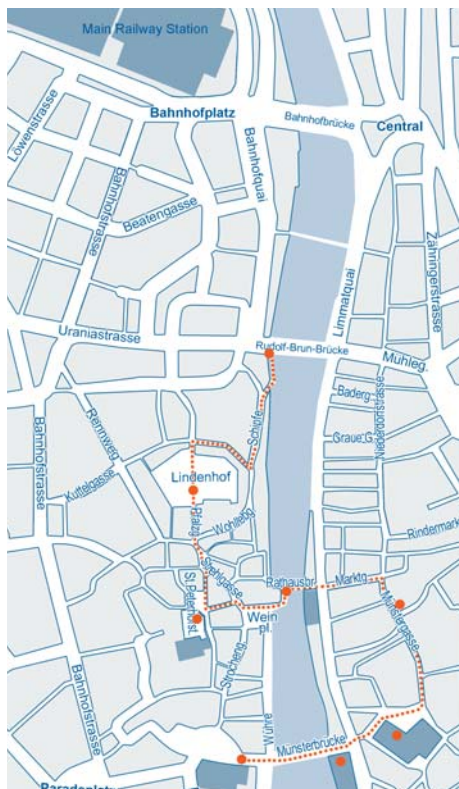 Main Railway Station
Bahnhofplatz
Bahnhofbrücke
Central
Löwenstrasse
Bahnhofstrasse
Beatengasse
Bahnhofquai
Zähringerstrasse
Limmatquai
Uraniastrasse
Rudolf-Brun-Brücke
Mühleg.
Baderg.
Niederdorfstrasse
Schipfe
Graue G.
Rennweg
Bahnhofstrasse
Kuttelgasse
Lindenhof
Pfalzg.
Wohllebg.
Rindermark
Strehlgasse
Rathausbr.
Marktg.
Münstergasse
St. Peterhofst.
Wein
pl.
Storcheng.
Bahnhofstrasse
Wühre
Münsterbrücke